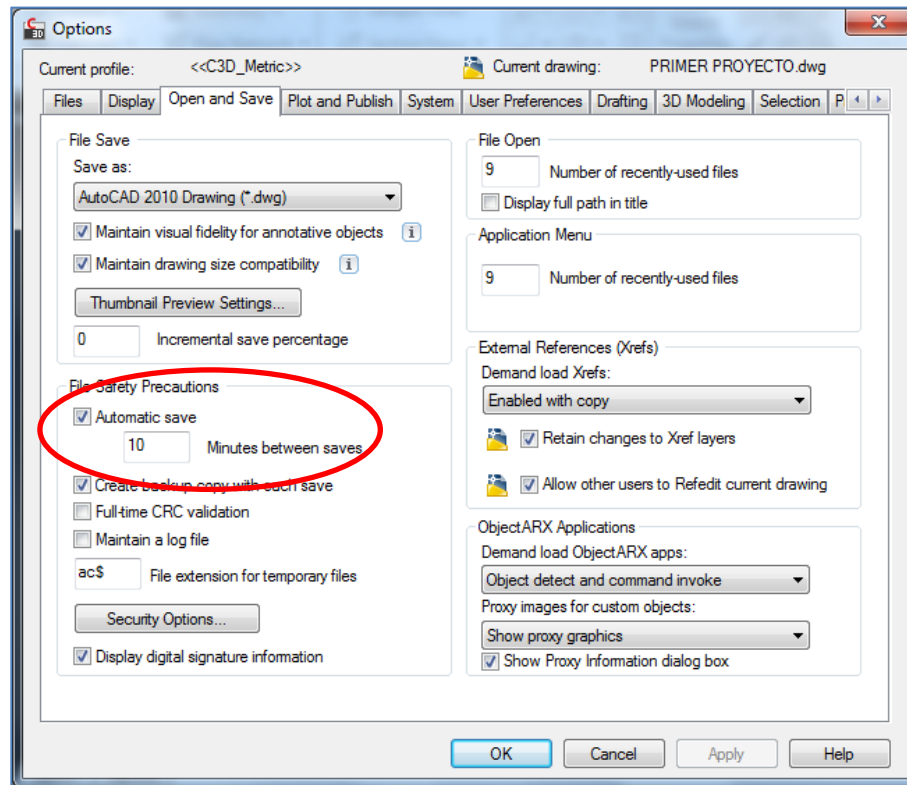 C
3D
Options
X
Current profile: <<C3D_Metric>> Current drawing: PRIMER PROYECTO.dwg
Files Display Open and Save Plot and Publish System User Preferences Drafting 3D Modeling Selection P
File Save
Save as:
AutoCAD 2010 Drawing (*.dwg)
Maintain visual fidelity for annotative objects i
Maintain drawing size compatibility i
Thumbnail Preview Settings...
0 Incremental save percentage
File Safety Precautions
Automatic save
10 Minutes between saves
Create backup copy with each save
Full-time CRC validation
Maintain a log file
ac$ File extension for temporary files
Security Options...
Display digital signature information
File Open
9 Number of recently-used files
Display full path in title
Application Menu
9 Number of recently-used files
External References (Xrefs)
Demand load Xrefs:
Enabled with copy
Retain changes to Xref layers
Allow other users to Refedit current drawing
ObjectARX Applications
Demand load ObjectARX apps:
Object detect and command invoke
Proxy images for custom objects:
Show proxy graphics
Show Proxy Information dialog box
OK Cancel Apply Help